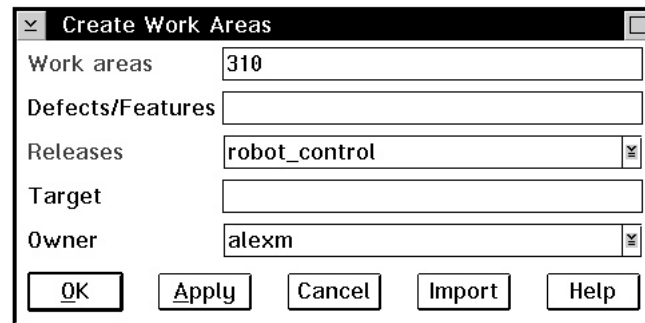 Create Work Areas
Work areas 310
Defects/Features
Releases robot_control
Target
Owner alexm
OK Apply Cancel Import Help